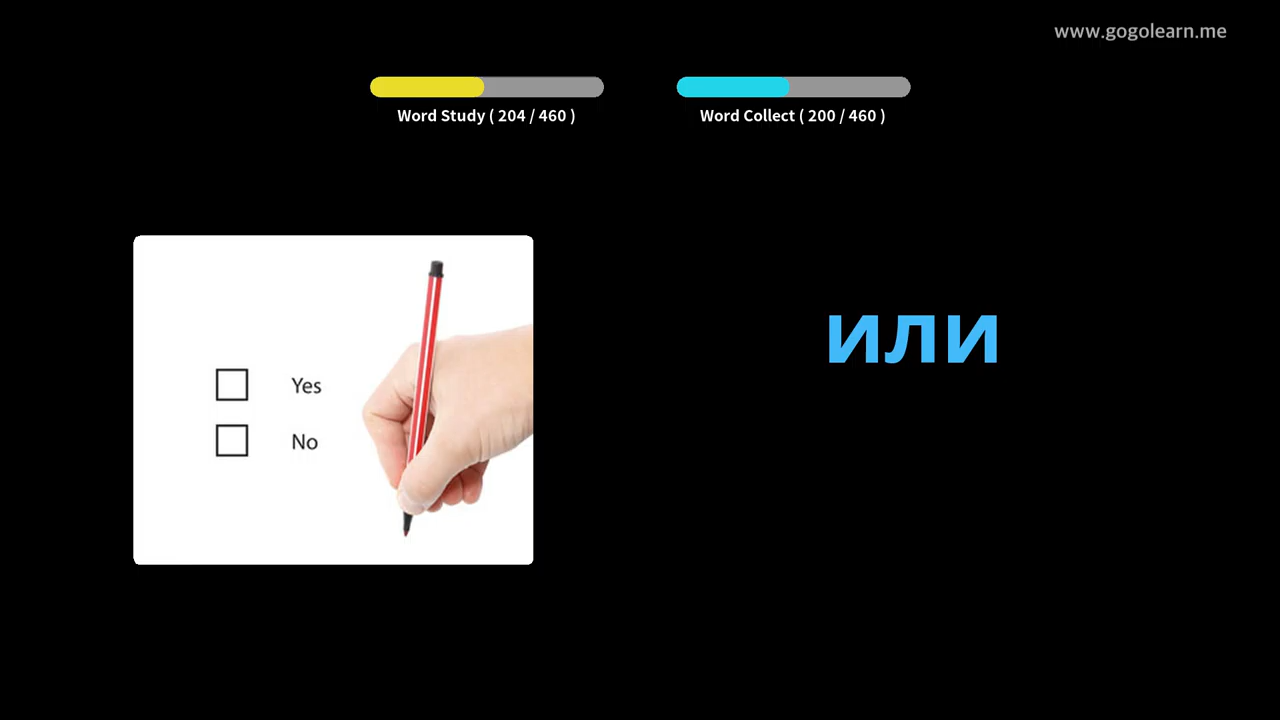 www.gogolearn.me
Word Study ( 204 / 460 )
Word Collect ( 200 / 460 )
Yes
No
или